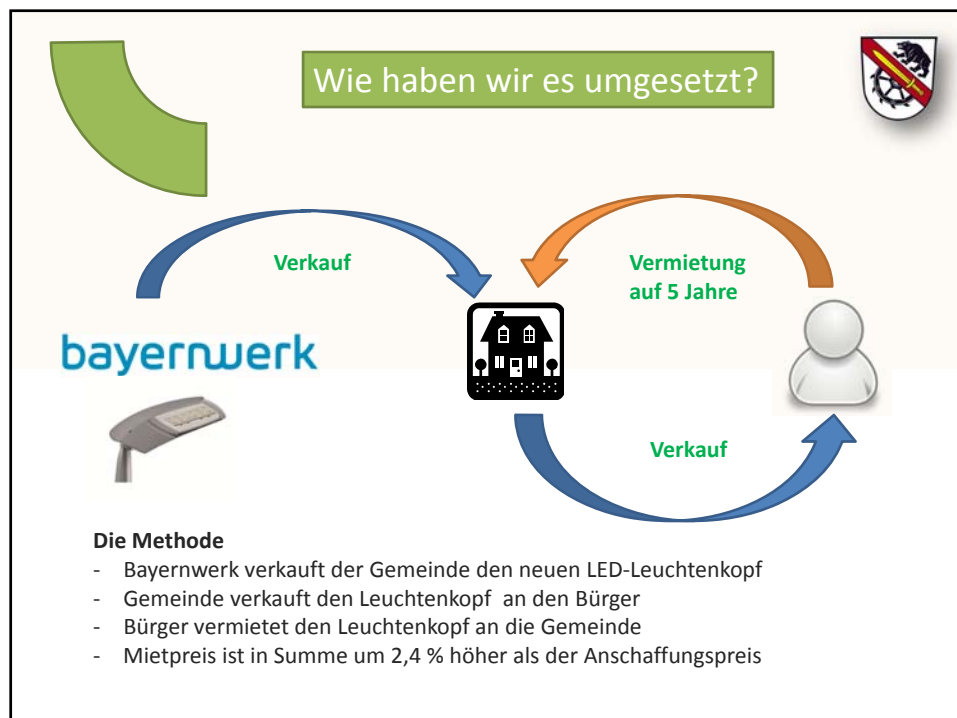 Wie haben wir es umgesetzt?
Verkauf
Vermietung
auf 5 Jahre
bayernwerk
Verkauf
Die Methode
- Bayernwerk verkauft der Gemeinde den neuen LED-Leuchtenkopf
- Gemeinde verkauft den Leuchtenkopf an den Bürger
- Bürger vermietet den Leuchtenkopf an die Gemeinde
- Mietpreis ist in Summe um 2,4 % höher als der Anschaffungspreis